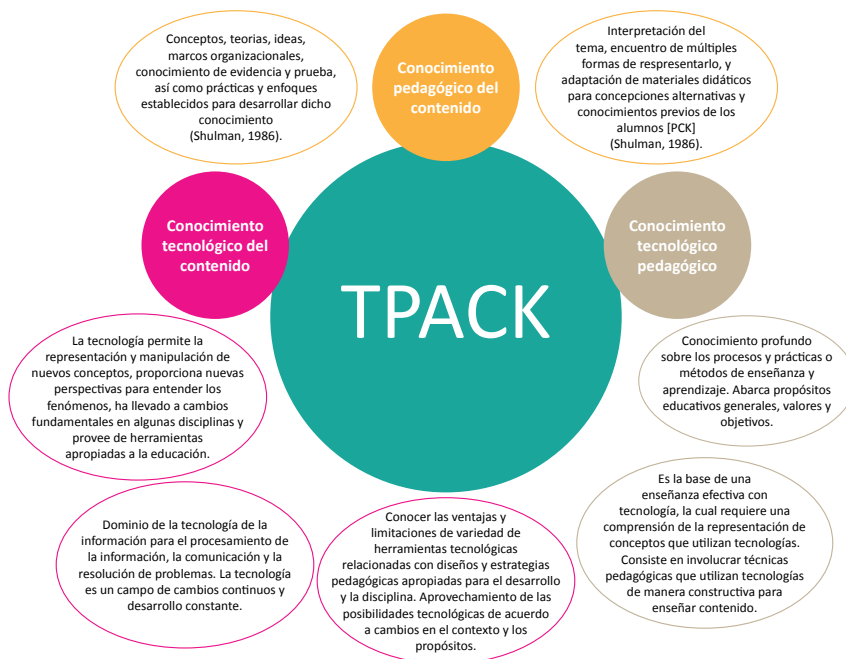 Conceptos, teorias, ideas,
marcos organizacionales,
conocimiento de evidencia y prueba,
así como prácticas y enfoques
establecidos para desarrollar dicho
conocimiento
(Shulman, 1986).
Conocimiento
pedagógico del
contenido
Interpretación del
tema, encuentro de múltiples
formas de respresentarlo, y
adaptación de materiales didáticos
para concepciones alternativas y
conocimientos previos de los
alumnos [PCK]
(Shulman, 1986).
Conocimiento
tecnológico del
contenido
Conocimiento
tecnológico
pedagógico
TPACK
La tecnología permite la
representación y manipulación de
nuevos conceptos, proporciona nuevas
perspectivas para entender los
fenómenos, ha llevado a cambios
fundamentales en algunas disciplinas y
provee de herramientas
apropiadas a la educación.
Conocimiento profundo
sobre los procesos y prácticas o
métodos de enseñanza y
aprendizaje. Abarca propósitos
educativos generales, valores y
objetivos.
Dominio de la tecnología de la
información para el procesamiento de
la información, la comunicación y la
resolución de problemas. La tecnología
es un campo de cambios continuos y
desarrollo constante.
Conocer las ventajas y
limitaciones de variedad de
herramientas tecnológicas
relacionadas con diseños y estrategias
pedagógicas apropiadas para el desarrollo
y la disciplina. Aprovechamiento de las
posibilidades tecnológicas de acuerdo
a cambios en el contexto y los
propósitos.
Es la base de una
enseñanza efectiva con
tecnología, la cual requiere una
comprensión de la representación de
conceptos que utilizan tecnologías.
Consiste en involucrar técnicas
pedagógicas que utilizan tecnologías
de manera constructiva para
enseñar contenido.